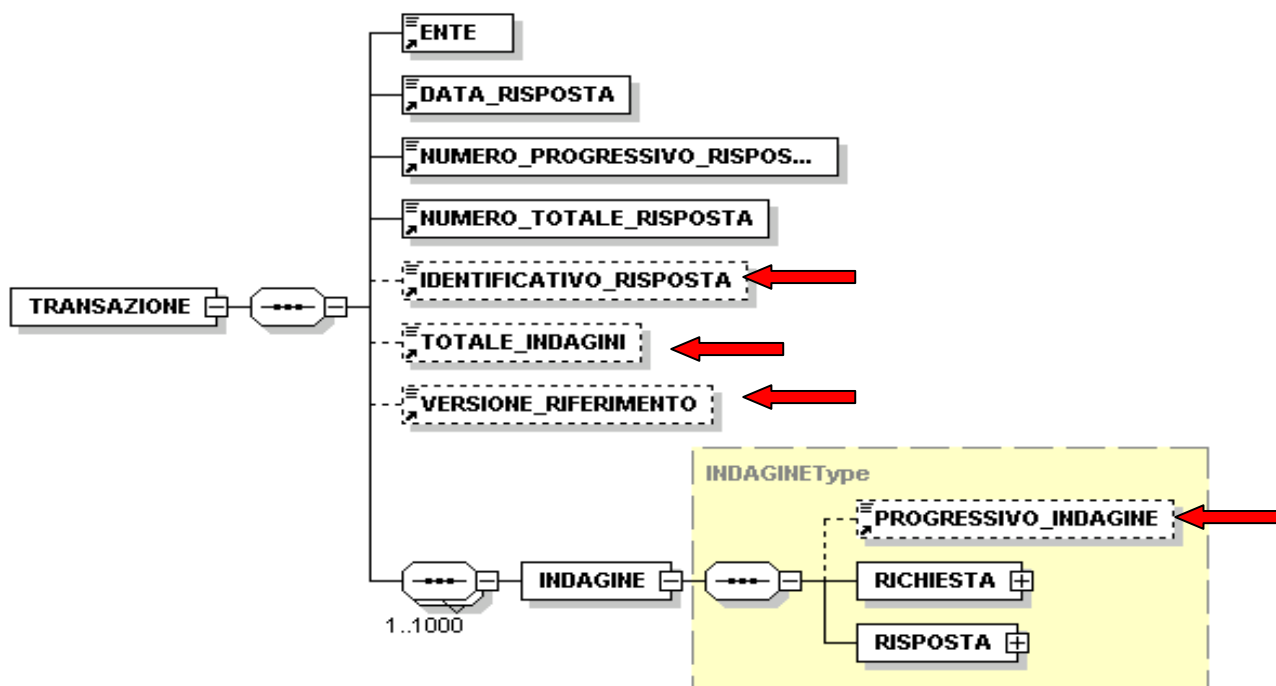 ENTE
DATA_RISPOSTA
NUMERO_PROGRESSIVO_RISPOS...
NUMERO_TOTALE_RISPOSTA
IDENTIFICATIVO_RISPOSTA
TRANSAZIONE
TOTALE_INDAGINI
VERSIONE_RIFERIMENTO
INDAGINEType
PROGRESSIVO_INDAGINE
INDAGINE
RICHIESTA
1..1000
RISPOSTA